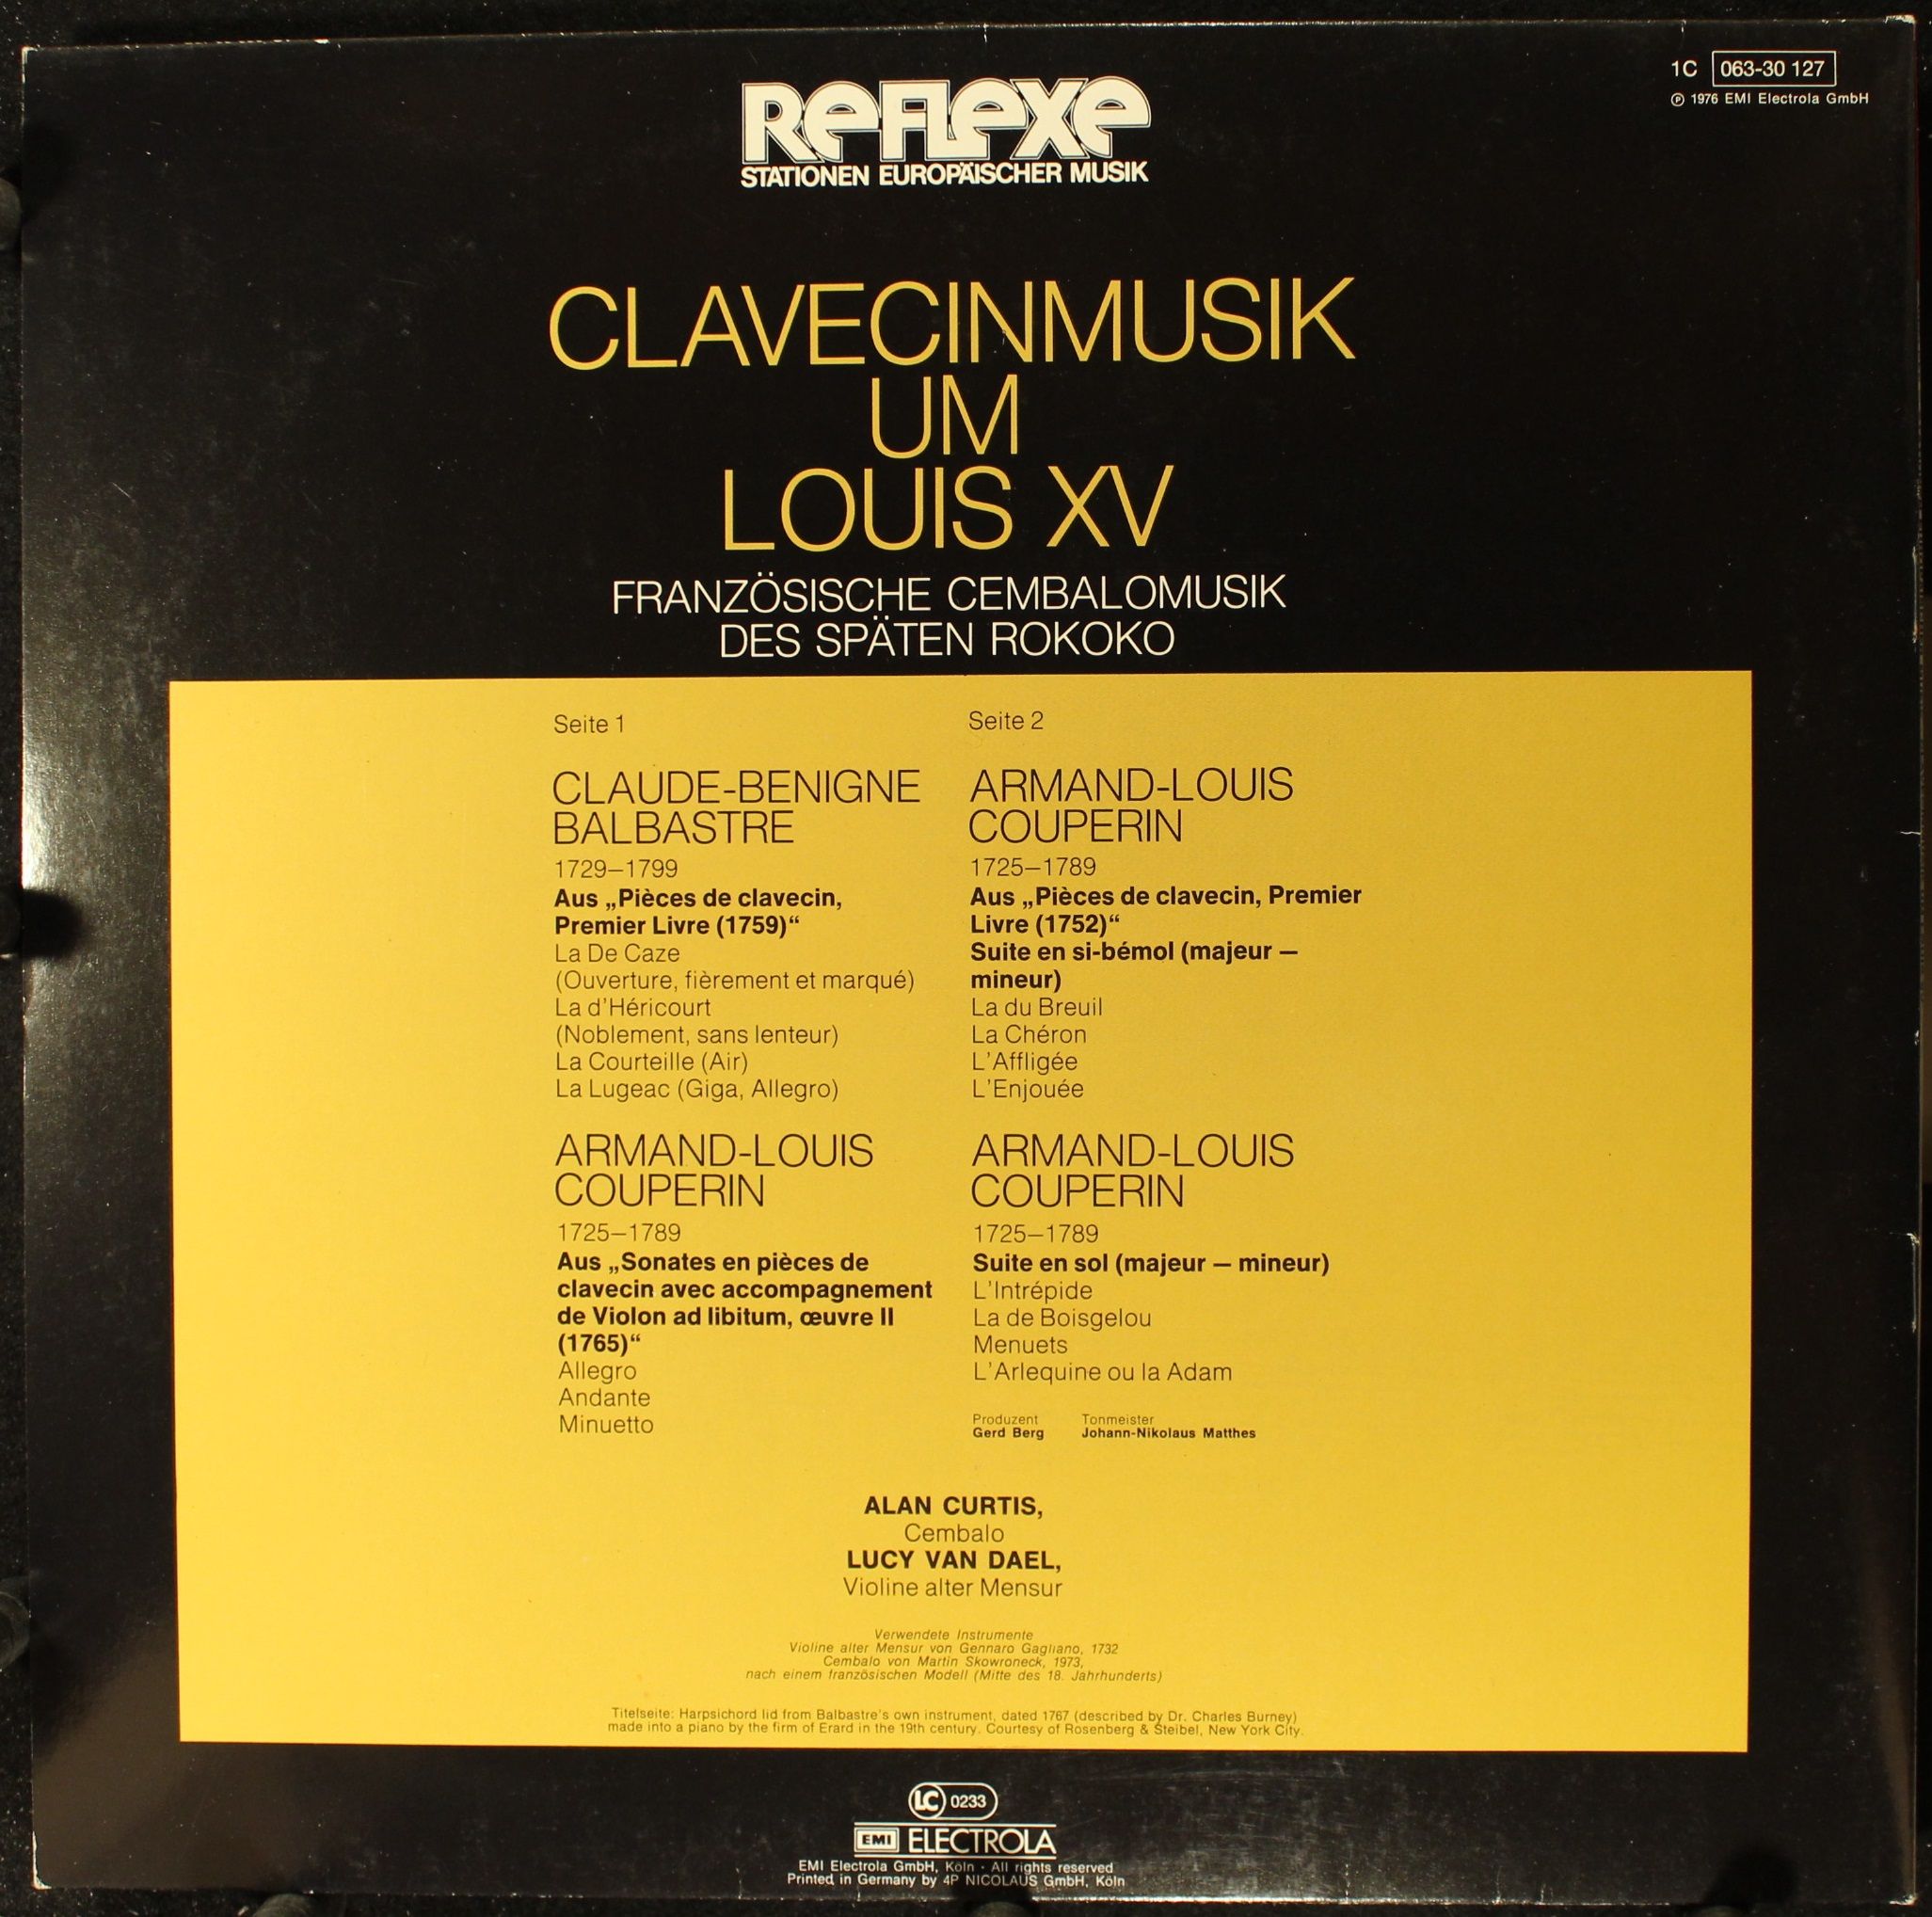 1C 063-30 127
℗ 1976 EMI Electrola GmbH
REFLEXE
STATIONEN EUROPÄISCHER MUSIK
CLAVECINMUSIK
UM
LOUIS XV
FRANZÖSISCHE CEMBALOMUSIK
DES SPÄTEN ROKOKO
Seite 1
CLAUDE-BENIGNE
BALBASTRE
1729–1799
Aus „Pièces de clavecin,
Premier Livre (1759)“
La De Caze
(Ouverture, fièrement et marqué)
La d'Héricourt
(Noblement, sans lenteur)
La Courteille (Air)
La Lugeac (Giga, Allegro)
ARMAND-LOUIS
COUPERIN
1725–1789
Aus „Sonates en pièces de
clavecin avec accompagnement
de Violon ad libitum, œuvre II
(1765)“
Allegro
Andante
Minuetto
Seite 2
ARMAND-LOUIS
COUPERIN
1725–1789
Aus „Pièces de clavecin, Premier
Livre (1752)“
Suite en si-bémol (majeur –
mineur)
La du Breuil
La Chéron
L'Affligée
L'Enjouée
ARMAND-LOUIS
COUPERIN
1725–1789
Suite en sol (majeur – mineur)
L'Intrépide
La de Boisgelou
Menuets
L'Arlequine ou la Adam
Produzent Tonmeister
Gerd Berg Johann-Nikolaus Matthes
ALAN CURTIS,
Cembalo
LUCY VAN DAEL,
Violine alter Mensur
Verwendete Instrumente
Violine alter Mensur von Gennaro Gagliano, 1732
Cembalo von Martin Skowroneck, 1973,
nach einem französischen Modell (Mitte des 18. Jahrhunderts)
Titelseite: Harpsichord lid from Balbastre's own instrument, dated 1767 (described by Dr. Charles Burney)
made into a piano by the firm of Erard in the 19th century. Courtesy of Rosenberg & Steibel, New York City.
LC 0233
EMI ELECTROLA
EMI Electrola GmbH, Köln · All rights reserved
Printed in Germany by 4P NICOLAUS GmbH, Köln